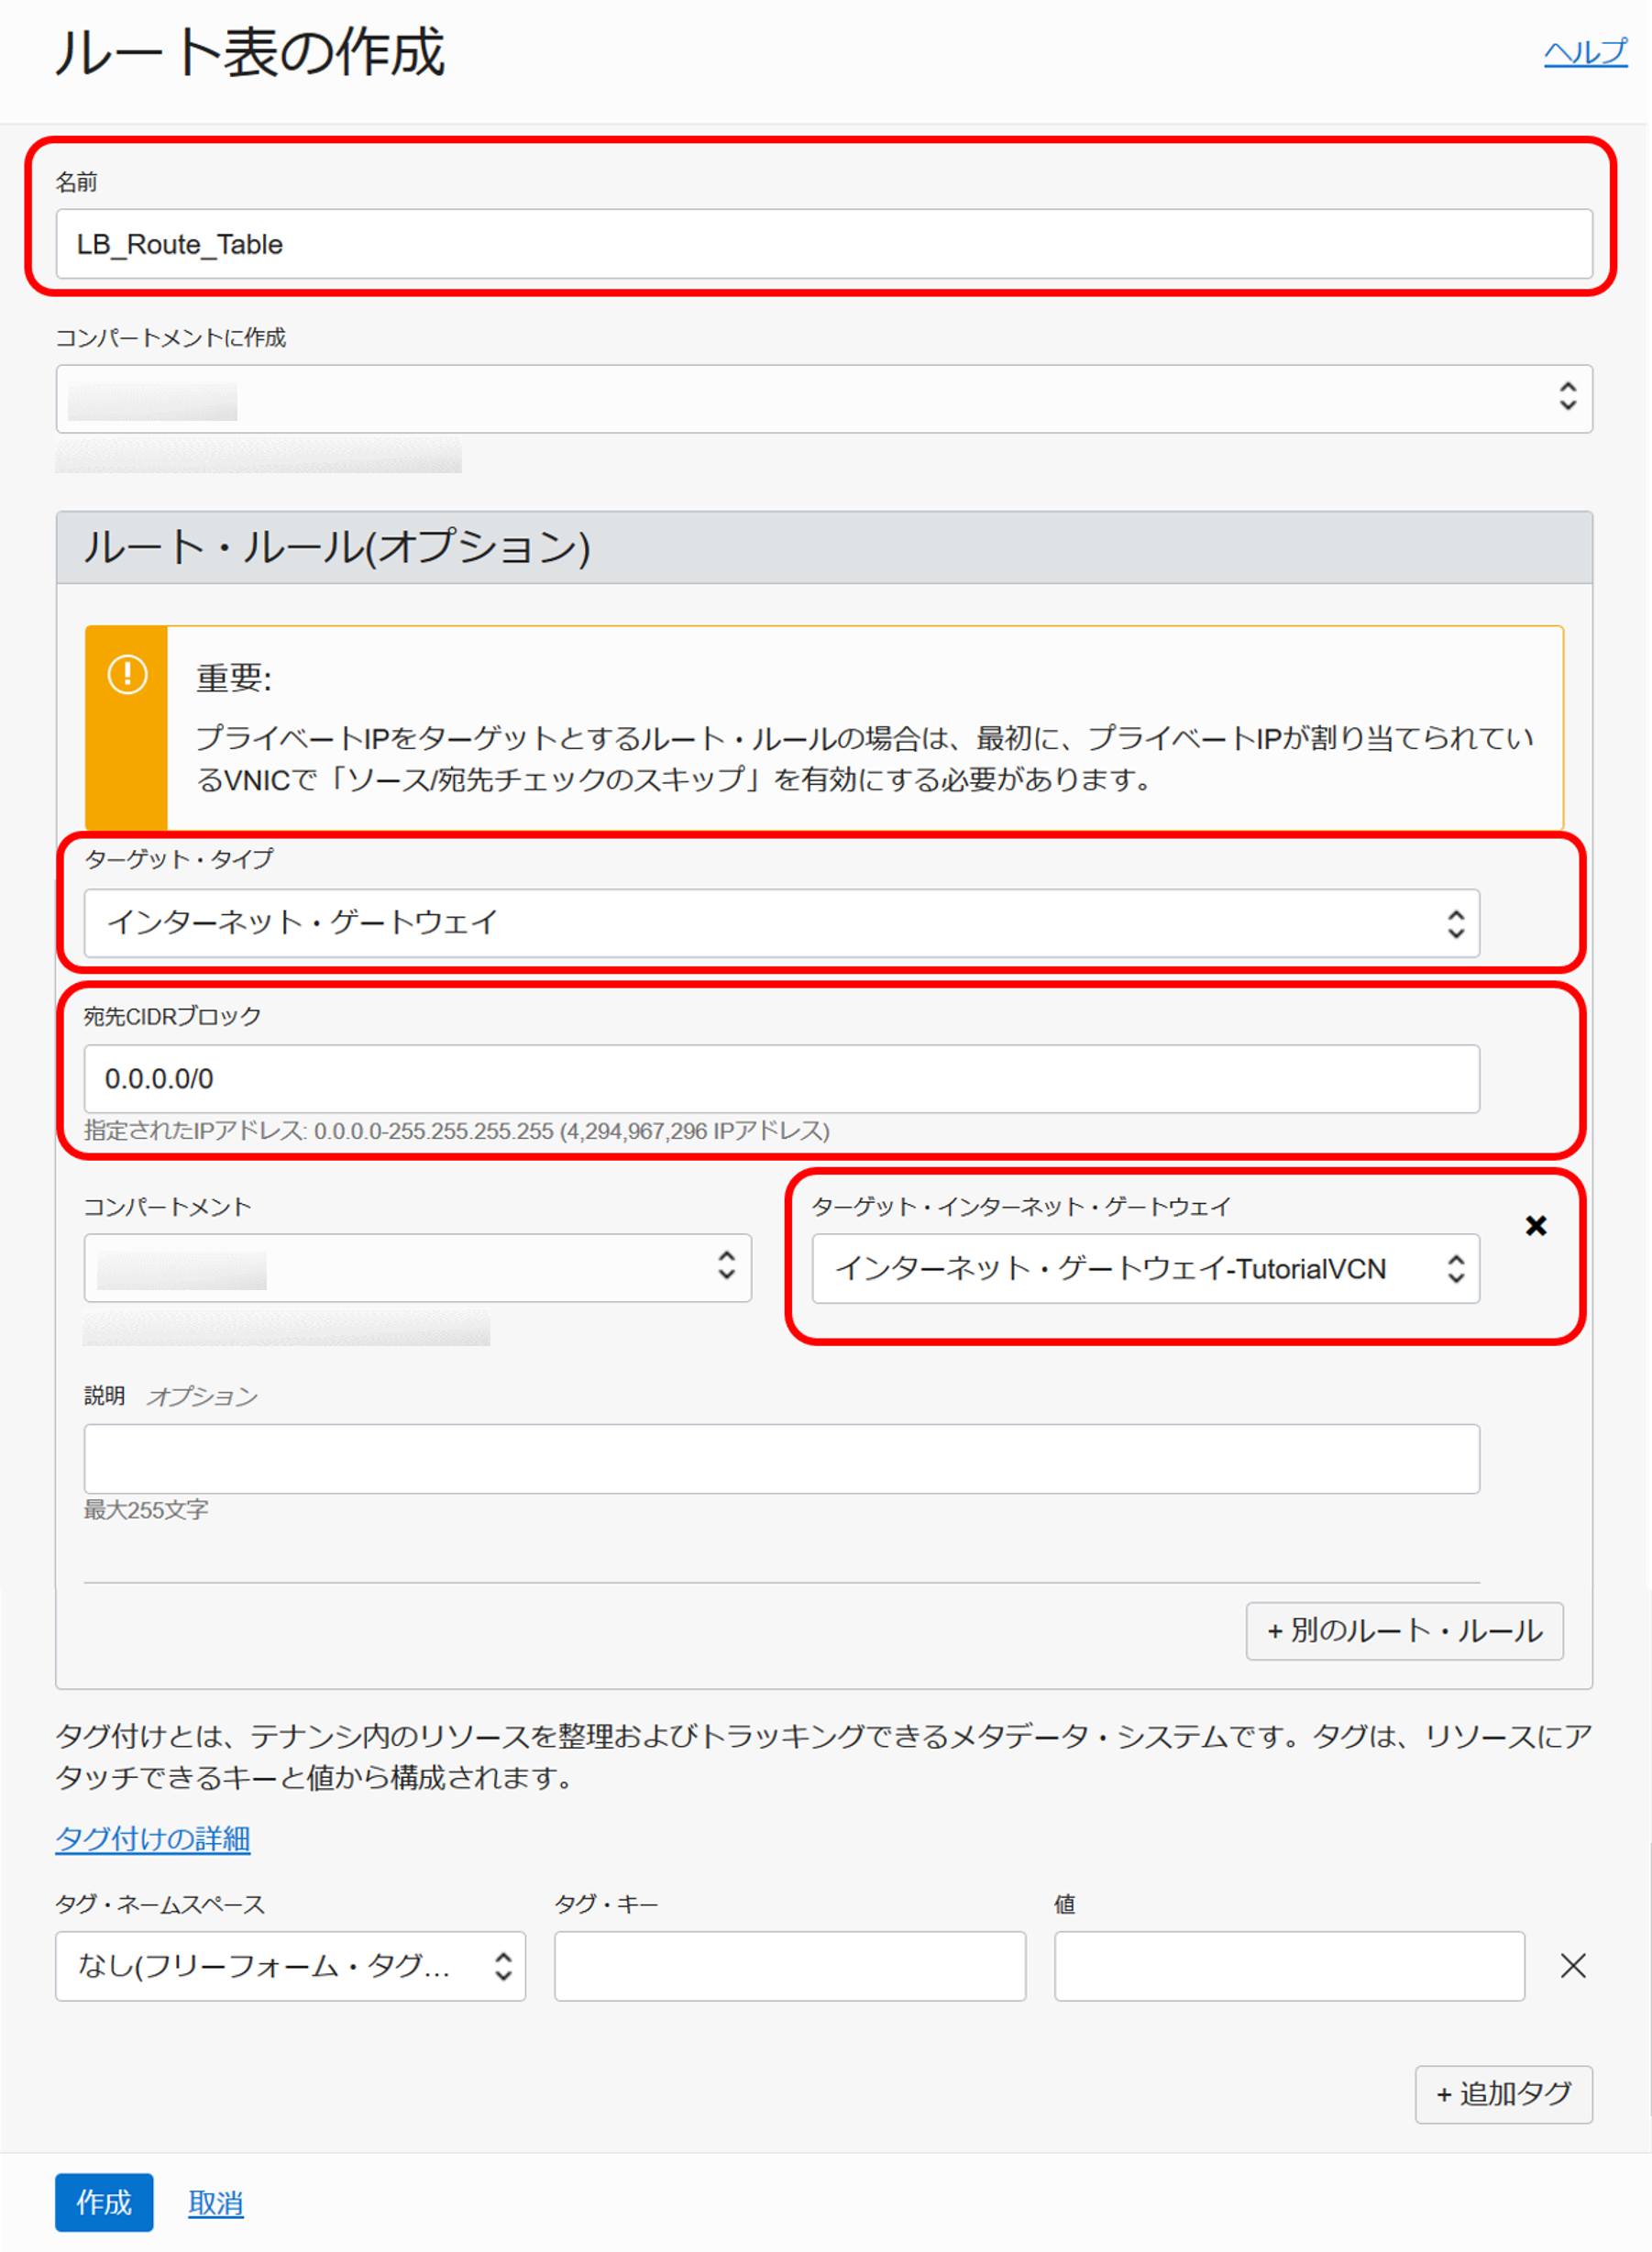 ルート表の作成
ヘルプ
名前
LB_Route_Table
コンパートメントに作成
ルート・ルール(オプション)
重要:
プライベートIPをターゲットとするルート・ルールの場合は、最初に、プライベートIPが割り当てられてい
るVNICで「ソース/宛先チェックのスキップ」を有効にする必要があります。
ターゲット・タイプ
インターネット・ゲートウェイ
宛先CIDRブロック
0.0.0.0/0
指定されたIPアドレス: 0.0.0.0-255.255.255.255 (4,294,967,296 IPアドレス)
コンパートメント
ターゲット・インターネット・ゲートウェイ
インターネット・ゲートウェイ-TutorialVCN
説明 オプション
最大255文字
+ 別のルート・ルール
タグ付けとは、テナンシ内のリソースを整理およびトラッキングできるメタデータ・システムです。タグは、リソースにア
タッチできるキーと値から構成されます。
タグ付けの詳細
タグ・ネームスペース
タグ・キー
値
なし(フリーフォーム・タグ...
+ 追加タグ
作成
取消